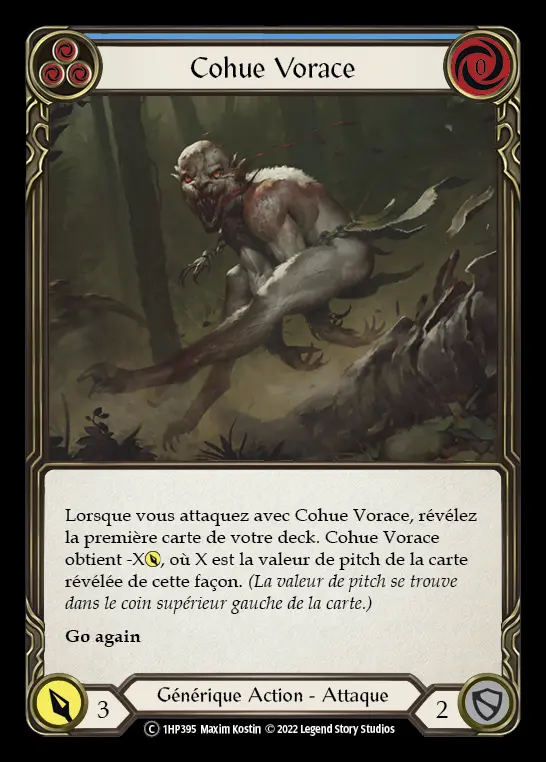 Cohue Vorace
0
Lorsque vous attaquez avec Cohue Vorace, révélez
la première carte de votre deck. Cohue Vorace
obtient -X, où X est la valeur de pitch de la carte
révélée de cette façon. (La valeur de pitch se trouve
dans le coin supérieur gauche de la carte.)
Go again
3
Générique Action - Attaque
2
C 1HP395 Maxim Kostin © 2022 Legend Story Studios